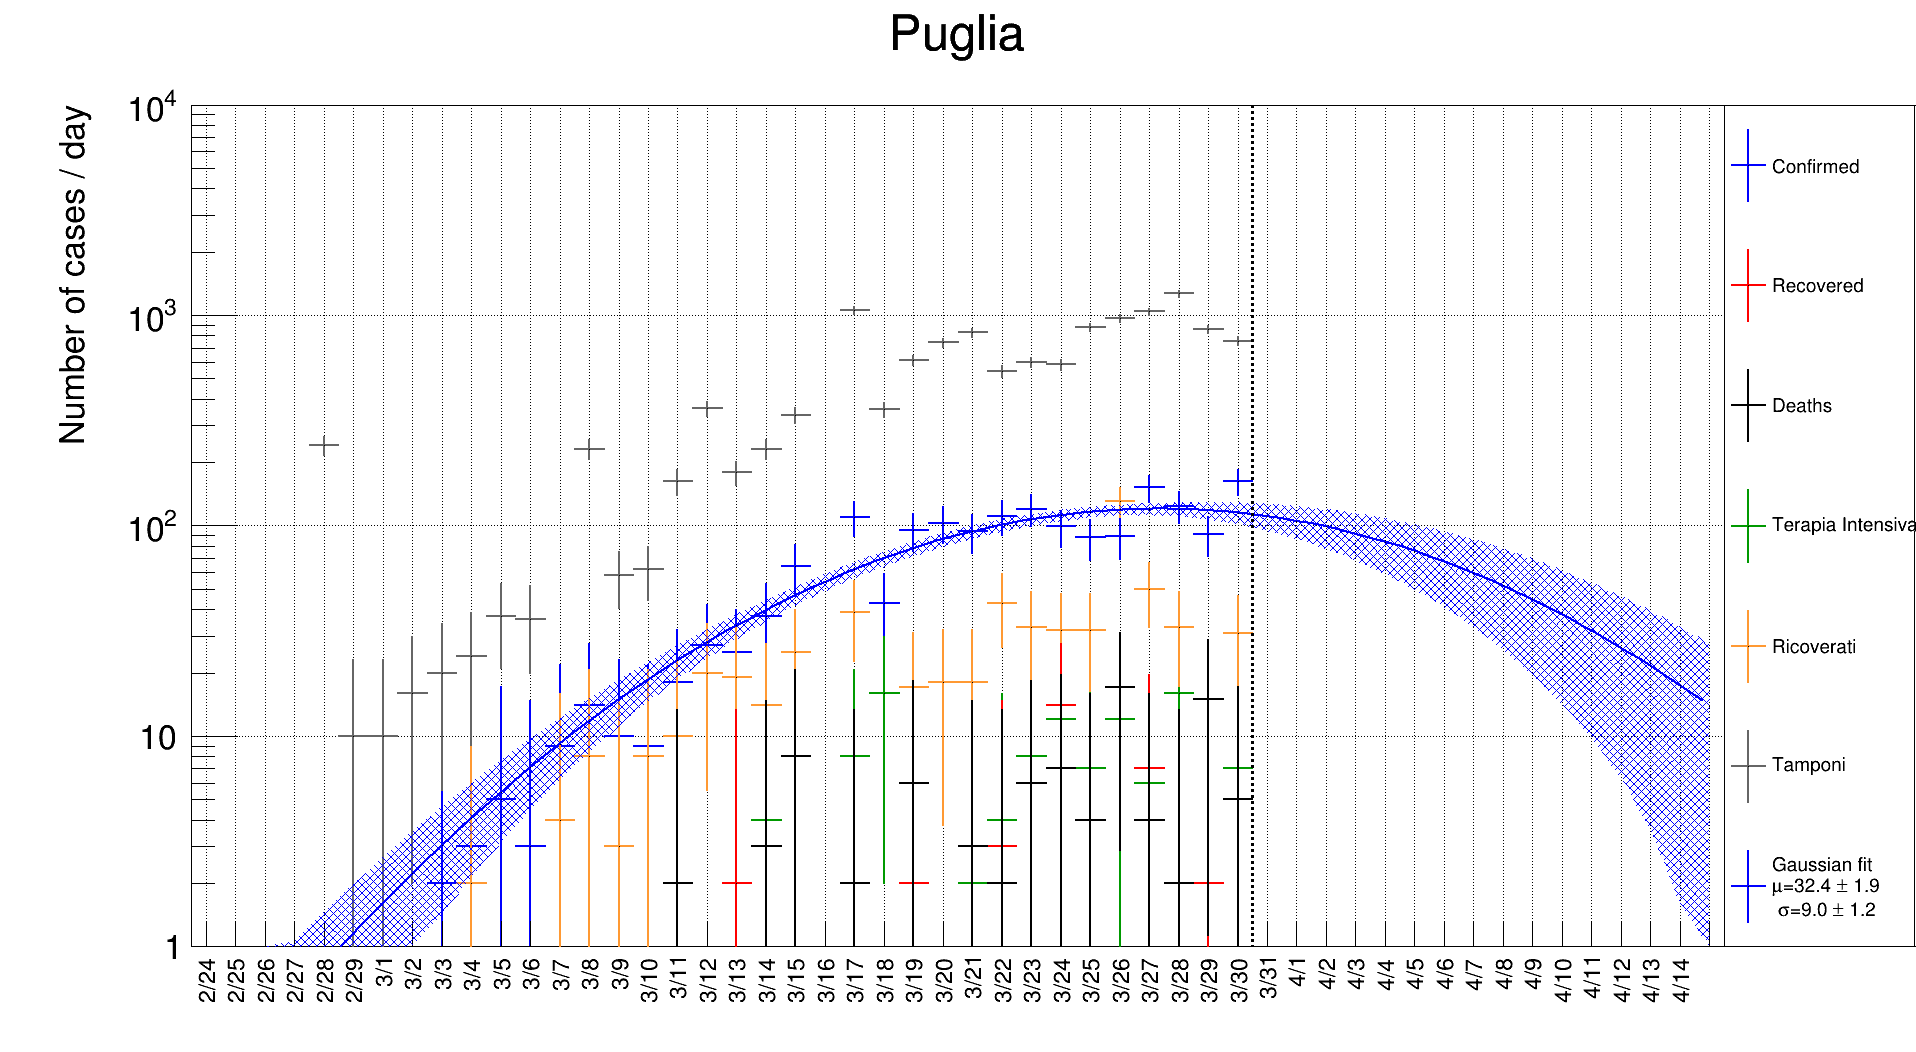 Puglia
Number of cases / day
10⁴
10³
10²
10
1
2/24 2/25 2/26 2/27 2/28 2/29 3/1 3/2 3/3 3/4 3/5 3/6 3/7 3/8 3/9 3/10 3/11 3/12 3/13 3/14 3/15 3/16 3/17 3/18 3/19 3/20 3/21 3/22 3/23 3/24 3/25 3/26 3/27 3/28 3/29 3/30 3/31 4/1 4/2 4/3 4/4 4/5 4/6 4/7 4/8 4/9 4/10 4/11 4/12 4/13 4/14
Confirmed
Recovered
Deaths
Terapia Intensiva
Ricoverati
Tamponi
Gaussian fit
μ=32.4 ± 1.9
σ=9.0 ± 1.2